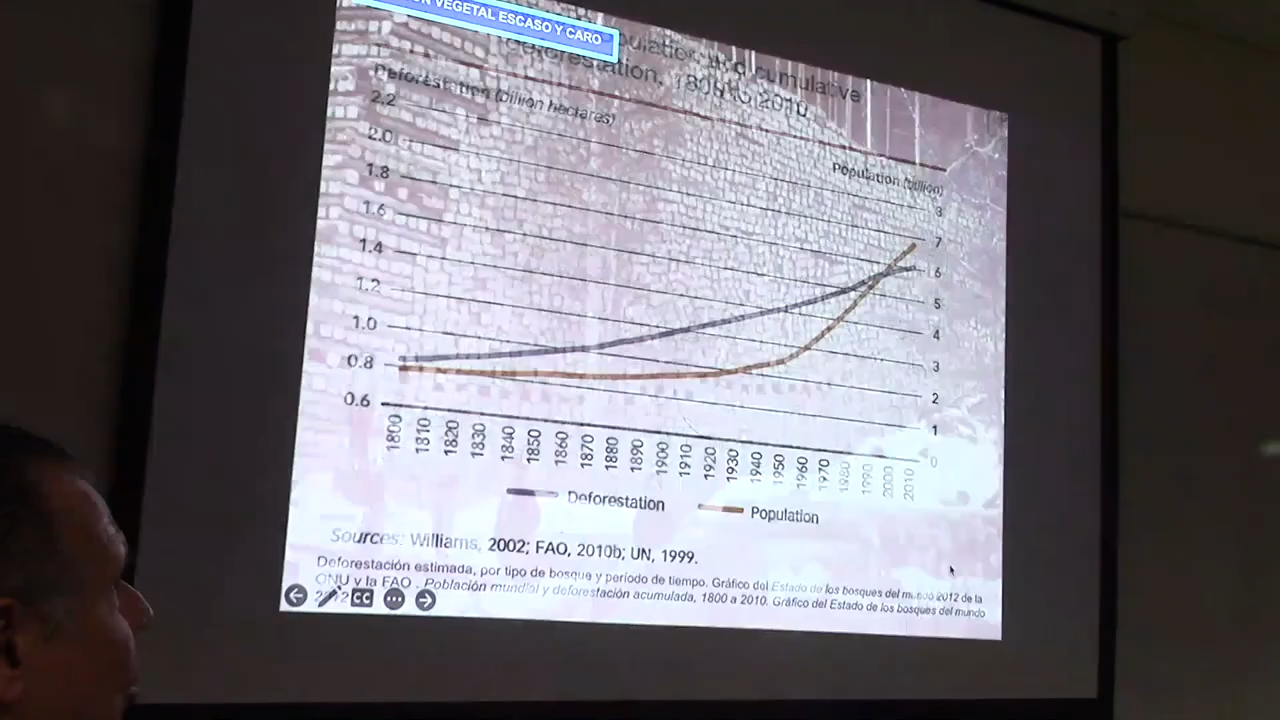 VEGETAL ESCASO Y CARO
cumulative
deforestation, 1800 to 2010
Deforestation (billion hectares)
Population (billion)
2.2
2.0
1.8
1.6
1.4
1.2
1.0
0.8
0.6
8
7
6
5
4
3
2
1
0
1800 1810 1820 1830 1840 1850 1860 1870 1880 1890 1900 1910 1920 1930 1940 1950 1960 1970 1980 1990 2000 2010
Deforestation Population
Sources: Williams, 2002; FAO, 2010b; UN, 1999.
Deforestación estimada, por tipo de bosque y período de tiempo. Gráfico del Estado de los bosques del mundo 2012 de la
ONU y la FAO . Población mundial y deforestación acumulada, 1800 a 2010. Gráfico del Estado de los bosques del mundo
2012
CC